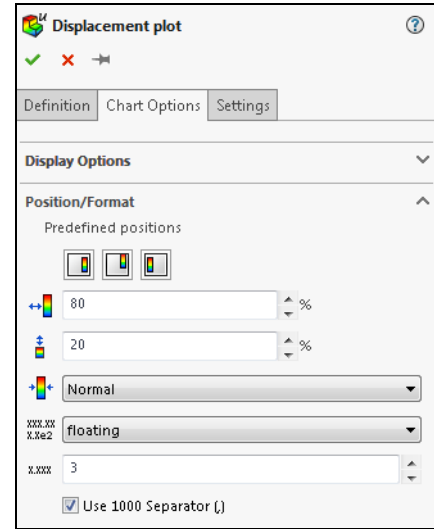 Displacement plot
Definition
Chart Options
Settings
Display Options
Position/Format
Predefined positions
80 %
20 %
Normal
xxx.xx
x.xe2
floating
x.xxx
3
Use 1000 Separator (,)